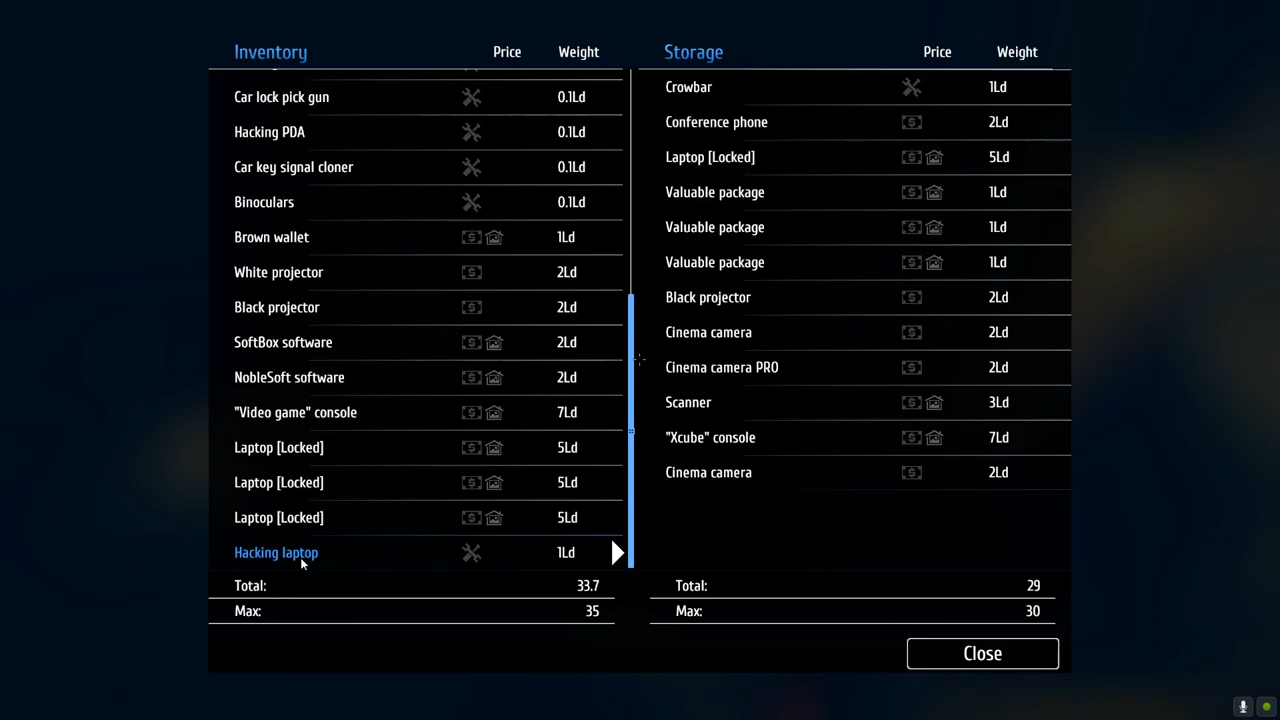 Inventory Price Weight
Car lock pick gun 0.1Ld
Hacking PDA 0.1Ld
Car key signal cloner 0.1Ld
Binoculars 0.1Ld
Brown wallet 1Ld
White projector 2Ld
Black projector 2Ld
SoftBox software 2Ld
NobleSoft software 2Ld
"Video game" console 7Ld
Laptop [Locked] 5Ld
Laptop [Locked] 5Ld
Laptop [Locked] 5Ld
Hacking laptop 1Ld
Total: 33.7
Max: 35
Storage Price Weight
Crowbar 1Ld
Conference phone 2Ld
Laptop [Locked] 5Ld
Valuable package 1Ld
Valuable package 1Ld
Valuable package 1Ld
Black projector 2Ld
Cinema camera 2Ld
Cinema camera PRO 2Ld
Scanner 3Ld
"Xcube" console 7Ld
Cinema camera 2Ld
Total: 29
Max: 30
Close